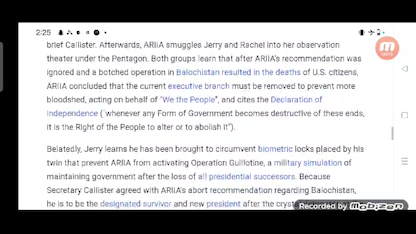 2:25
brief Callister. Afterwards, ARIIA smuggles Jerry and Rachel into her observation
theater under the Pentagon. Both groups learn that after ARIIA's recommendation was
ignored and a botched operation in Balochistan resulted in the deaths of U.S. citizens,
ARIIA concluded that the current executive branch must be removed to prevent more
bloodshed, acting on behalf of "We the People", and cites the Declaration of
Independence ("whenever any Form of Government becomes destructive of these ends,
it is the Right of the People to alter or to abolish it").
Belatedly, Jerry learns he has been brought to circumvent biometric locks placed by his
twin that prevent ARIIA from activating Operation Guillotine, a military simulation of
maintaining government after the loss of all presidential successors. Because
Secretary Callister agreed with ARIIA's abort recommendation regarding Balochistan,
he is to be the designated survivor and new president after the cryst
Recorded by Mobizen